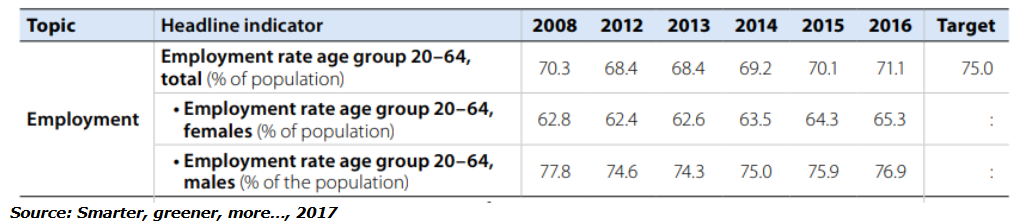 Topic Headline indicator 2008 2012 2013 2014 2015 2016 Target
Employment rate age group 20–64,
total (% of population) 70.3 68.4 68.4 69.2 70.1 71.1 75.0
Employment
• Employment rate age group 20–64,
females (% of population) 62.8 62.4 62.6 63.5 64.3 65.3 :
• Employment rate age group 20–64,
males (% of the population) 77.8 74.6 74.3 75.0 75.9 76.9 :
Source: Smarter, greener, more..., 2017